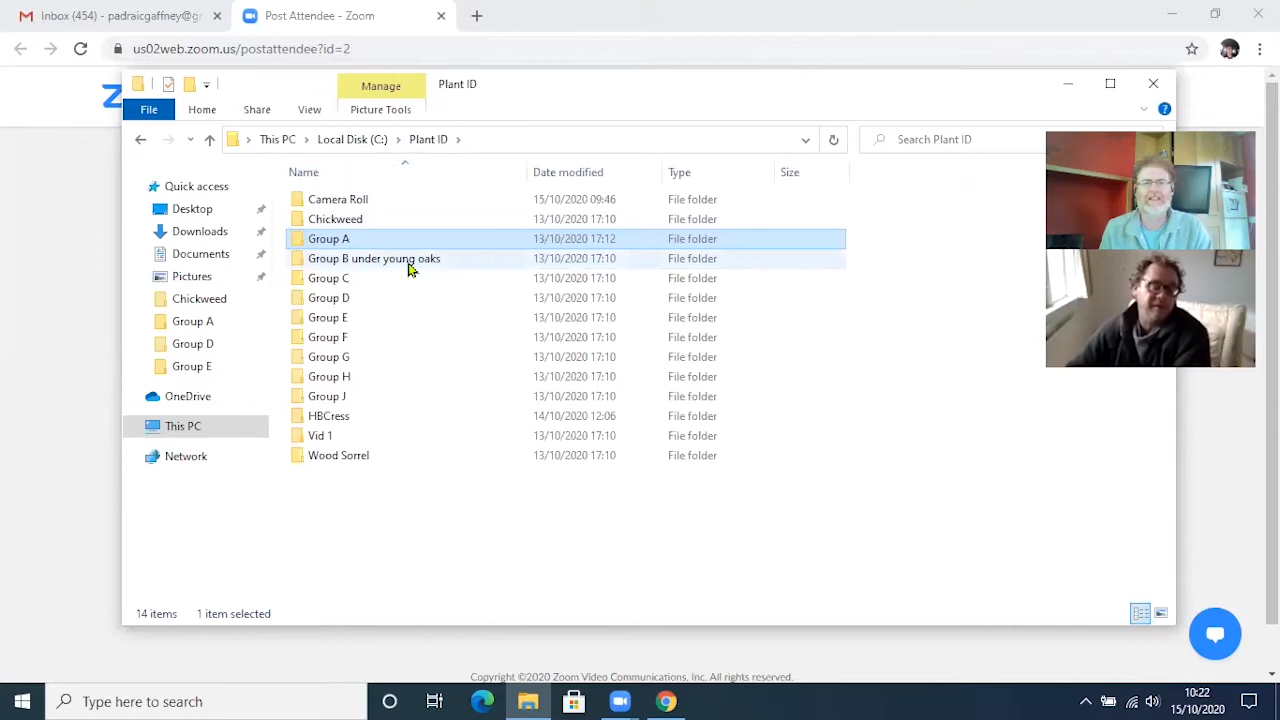 Inbox (454) - padraicgaffney@g
Post Attendee - Zoom
us02web.zoom.us/postattendee?id=2
Manage
Plant ID
File
Home
Share
View
Picture Tools
This PC
Local Disk (C:)
Plant ID
Search Plant ID
Name
Date modified
Type
Size
Quick access
Desktop
Downloads
Documents
Pictures
Chickweed
Group A
Group D
Group E
OneDrive
This PC
Network
Camera Roll 15/10/2020 09:46 File folder
Chickweed 13/10/2020 17:10 File folder
Group A 13/10/2020 17:12 File folder
Group B under young oaks 13/10/2020 17:10 File folder
Group C 13/10/2020 17:10 File folder
Group D 13/10/2020 17:10 File folder
Group E 13/10/2020 17:10 File folder
Group F 13/10/2020 17:10 File folder
Group G 13/10/2020 17:10 File folder
Group H 13/10/2020 17:10 File folder
Group J 13/10/2020 17:10 File folder
HBCress 14/10/2020 12:06 File folder
Vid 1 13/10/2020 17:10 File folder
Wood Sorrel 13/10/2020 17:10 File folder
14 items
1 item selected
Copyright ©2020 Zoom Video Communications, Inc. All rights reserved.
Type here to search
10:22
15/10/2020